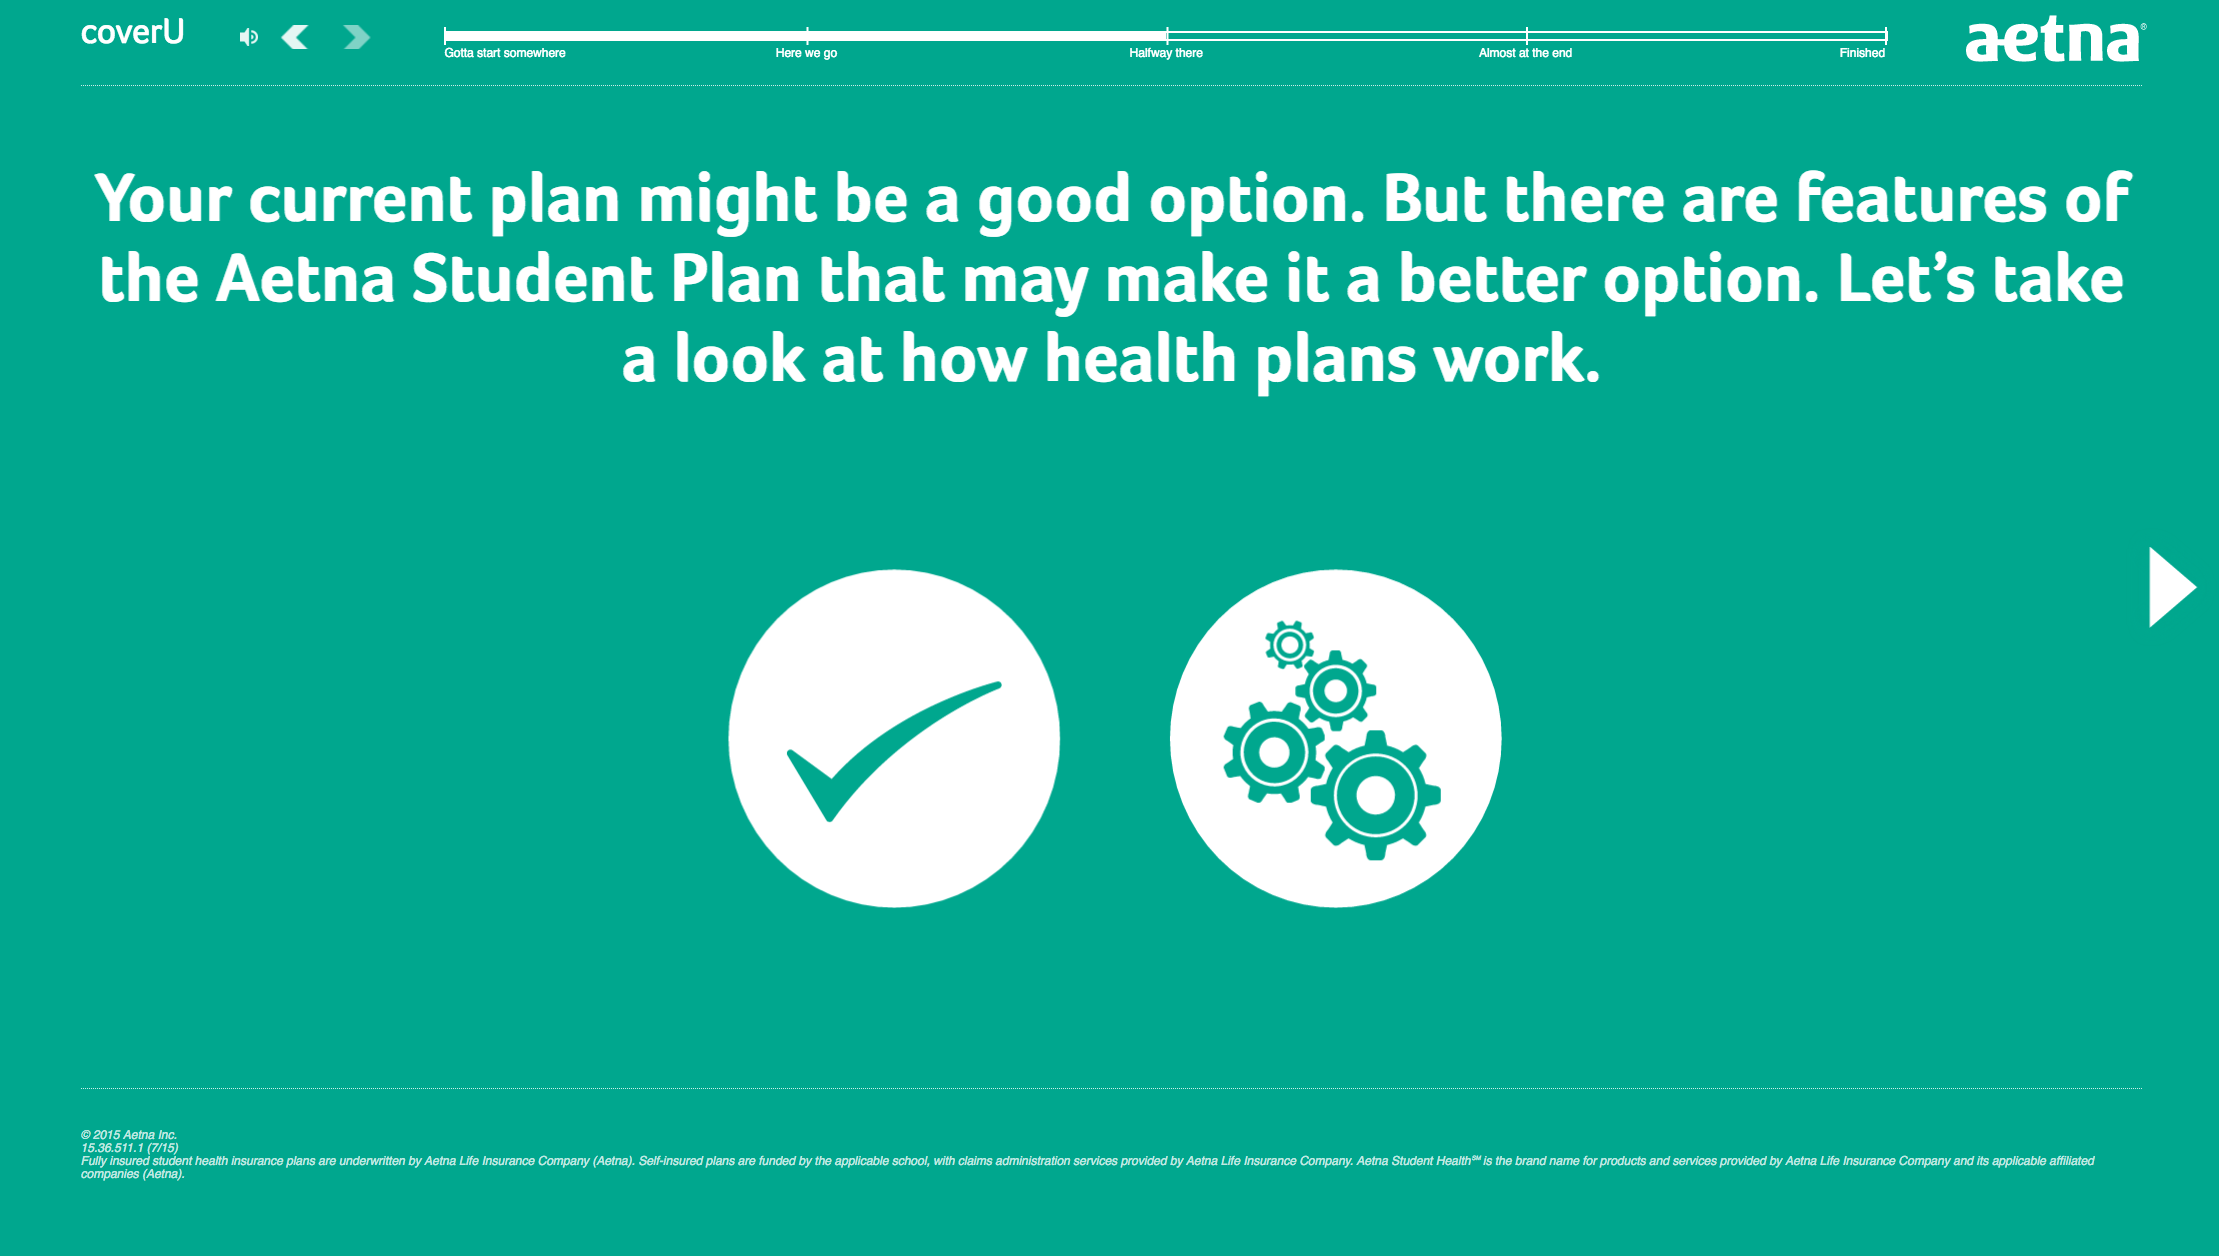 coverU
Gotta start somewhere
Here we go
Halfway there
Almost at the end
Finished
aetna®
Your current plan might be a good option. But there are features of
the Aetna Student Plan that may make it a better option. Let’s take
a look at how health plans work.
© 2015 Aetna Inc.
15.36.511.1 (7/15)
Fully insured student health insurance plans are underwritten by Aetna Life Insurance Company (Aetna). Self-insured plans are funded by the applicable school, with claims administration services provided by Aetna Life Insurance Company. Aetna Student Health℠ is the brand name for products and services provided by Aetna Life Insurance Company and its applicable affiliated
companies (Aetna).